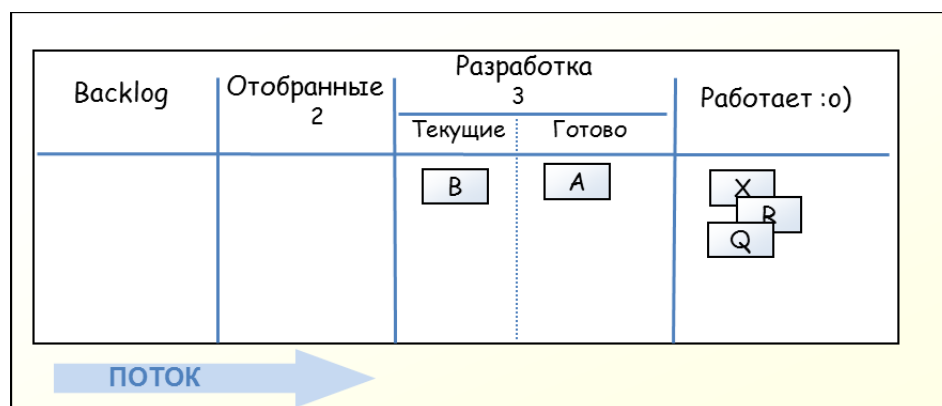 Backlog
Отобранные
2
Разработка
3
Текущие
Готово
Работает :o)
B
A
X
R
Q
ПОТОК